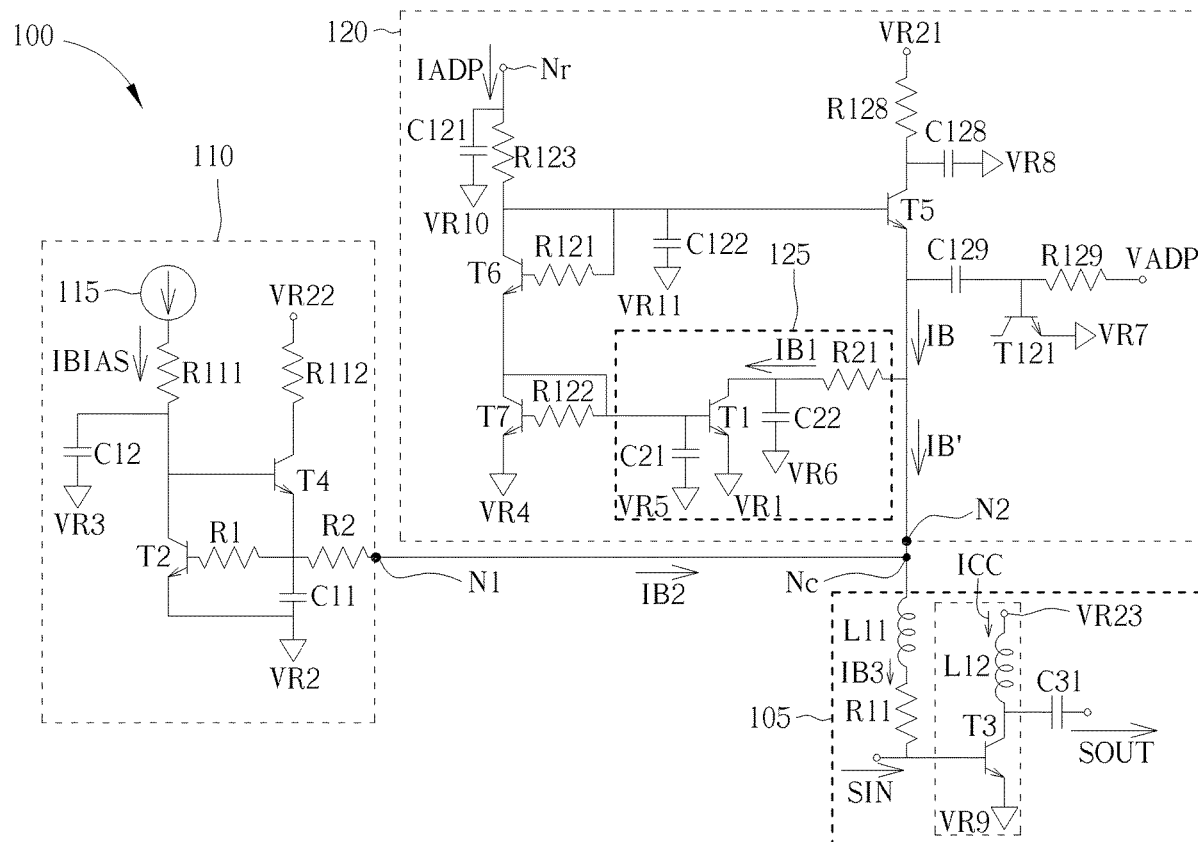 100
120
IADP
Nr
C121
R123
VR10
VR21
R128
C128
VR8
T5
T6
R121
C122
VR11
125
C129
R129
VADP
T121
VR7
IB
IB1
R21
T7
R122
T1
C21
C22
VR4
VR5
VR1
VR6
IB'
110
115
VR22
IBIAS
R111
R112
C12
VR3
T4
T2
R1
R2
C11
VR2
N1
IB2
N2
Nc
ICC
VR23
L11
L12
IB3
R11
C31
105
T3
SIN
SOUT
VR9